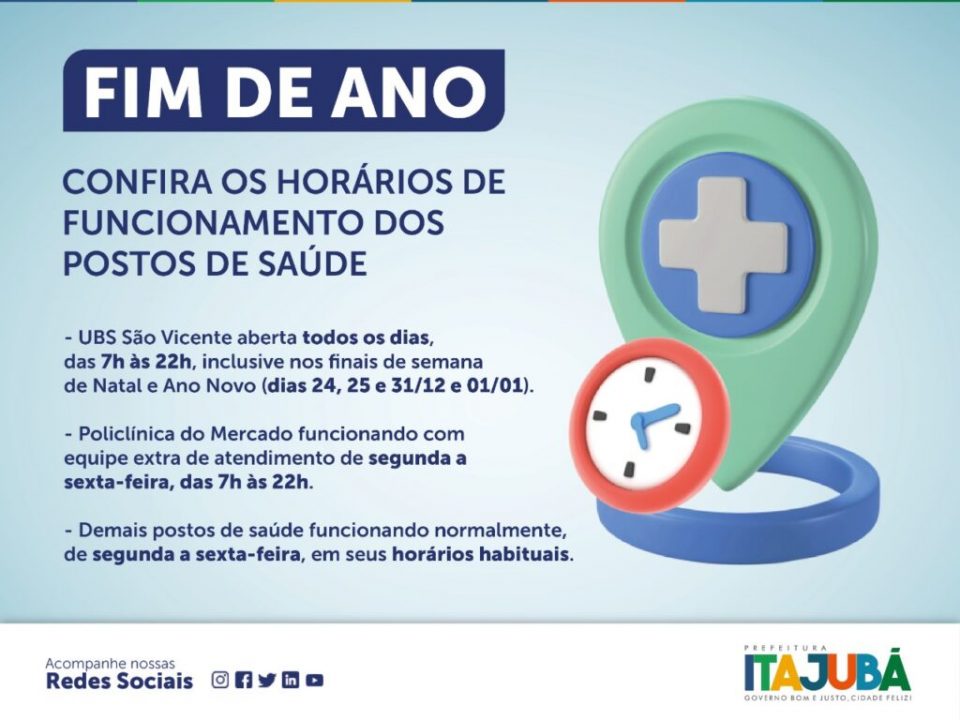 FIM DE ANO
CONFIRA OS HORÁRIOS DE
FUNCIONAMENTO DOS
POSTOS DE SAÚDE
- UBS São Vicente aberta todos os dias,
das 7h às 22h, inclusive nos finais de semana
de Natal e Ano Novo (dias 24, 25 e 31/12 e 01/01).
- Policlínica do Mercado funcionando com
equipe extra de atendimento de segunda a
sexta-feira, das 7h às 22h.
- Demais postos de saúde funcionando normalmente,
de segunda a sexta-feira, em seus horários habituais.
Acompanhe nossas
Redes Sociais
PREFEITURA
ITAJUBÁ
GOVERNO BOM E JUSTO, CIDADE FELIZ!